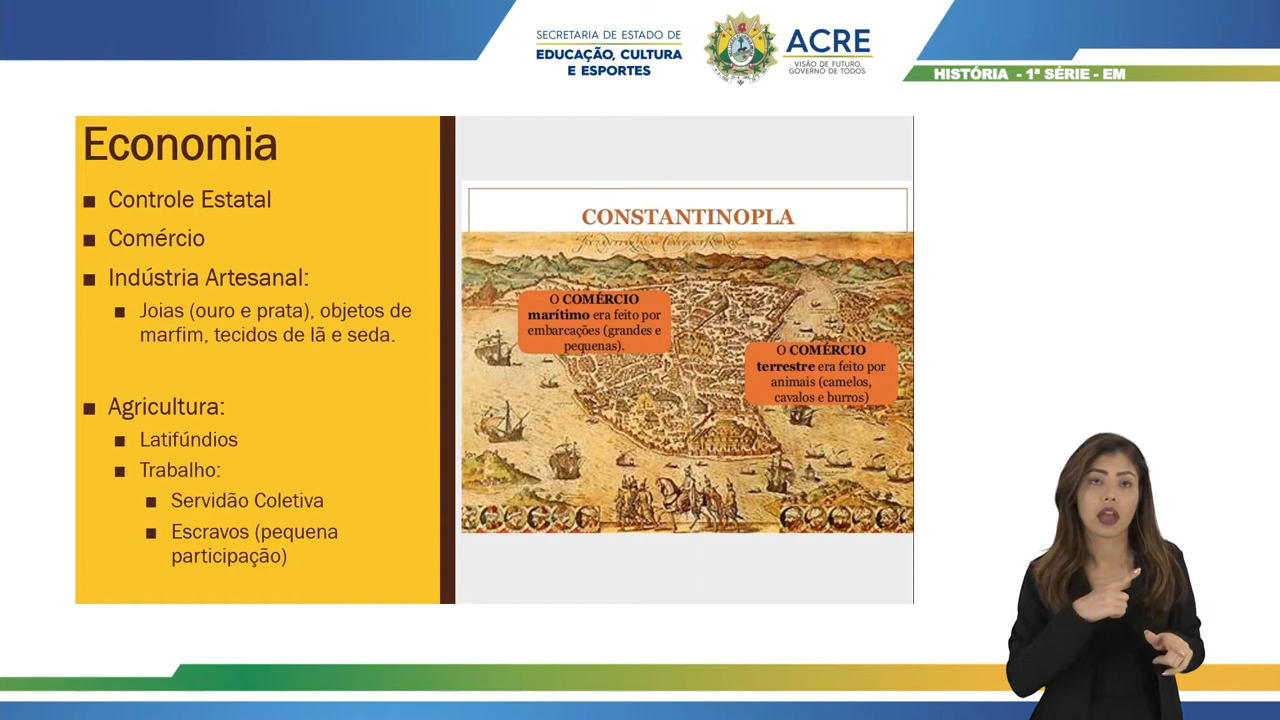 SECRETARIA DE ESTADO DE
EDUCAÇÃO, CULTURA
E ESPORTES
ACRE
VISÃO DE FUTURO.
GOVERNO DE TODOS.
HISTÓRIA - 1ª SÉRIE - EM
Economia
Controle Estatal
Comércio
Indústria Artesanal:
Joias (ouro e prata), objetos de
marfim, tecidos de lã e seda.
Agricultura:
Latifúndios
Trabalho:
Servidão Coletiva
Escravos (pequena
participação)
CONSTANTINOPLA
O COMÉRCIO
marítimo era feito por
embarcações (grandes e
pequenas).
O COMÉRCIO
terrestre era feito por
animais (camelos,
cavalos e burros)